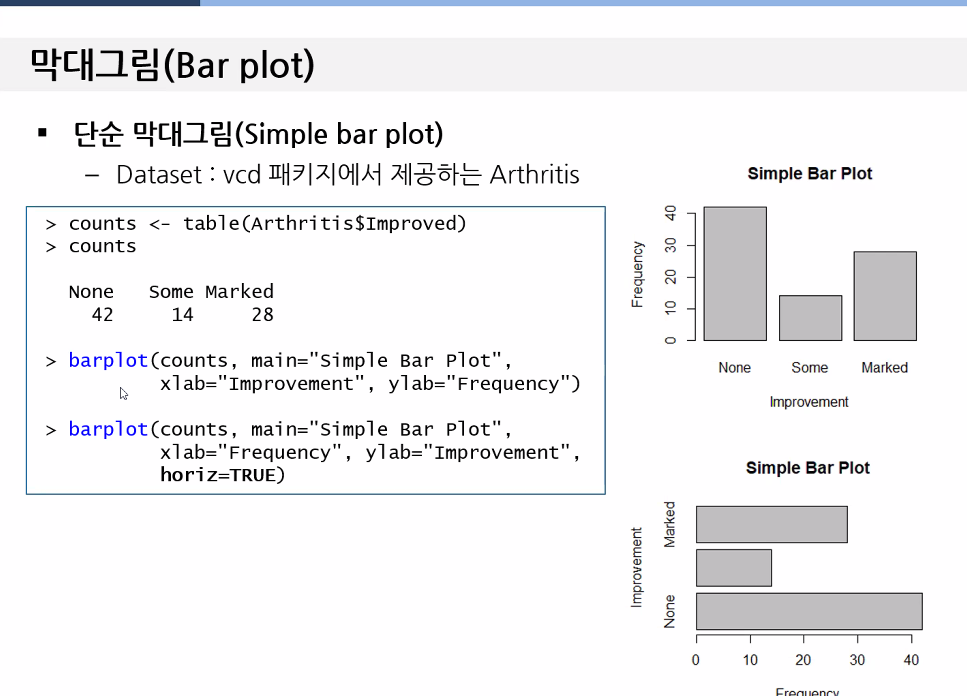 막대그림(Bar plot)
▪ 단순 막대그림(Simple bar plot)
– Dataset : vcd 패키지에서 제공하는 Arthritis
> counts <- table(Arthritis$Improved)
> counts
None Some Marked
42 14 28
> barplot(counts, main="Simple Bar Plot",
xlab="Improvement", ylab="Frequency")
> barplot(counts, main="Simple Bar Plot",
xlab="Frequency", ylab="Improvement",
horiz=TRUE)
Simple Bar Plot
Frequency
40
30
20
10
0
None Some Marked
Improvement
Simple Bar Plot
Improvement
Marked
None
0 10 20 30 40
Frequency